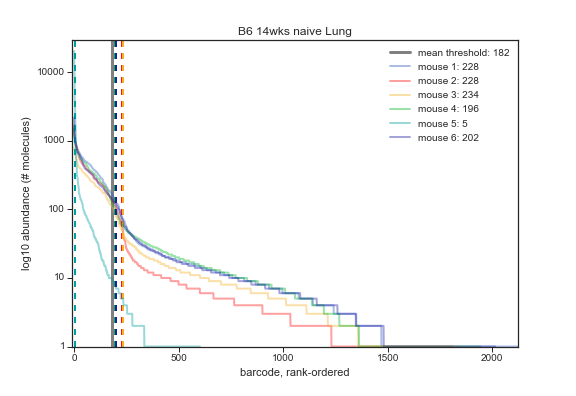 B6 14wks naive Lung
mean threshold: 182
mouse 1: 228
mouse 2: 228
mouse 3: 234
mouse 4: 196
mouse 5: 5
mouse 6: 202
log10 abundance (# molecules)
10000
1000
100
10
1
0 500 1000 1500 2000
barcode, rank-ordered